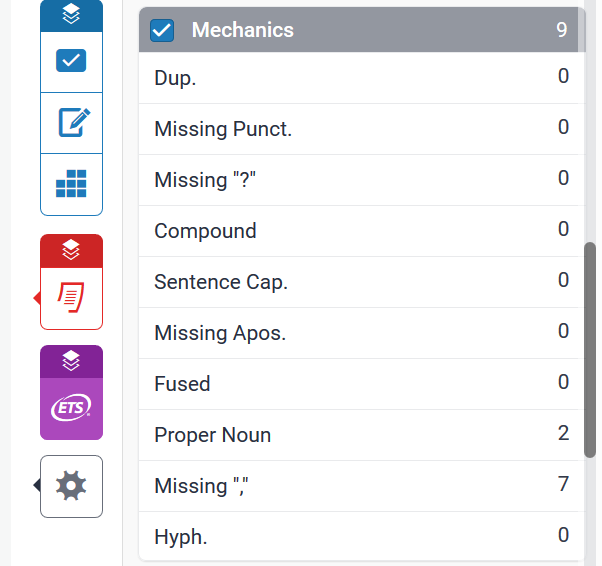 Mechanics 9
Dup. 0
Missing Punct. 0
Missing "?" 0
Compound 0
Sentence Cap. 0
Missing Apos. 0
Fused 0
ETS
Proper Noun 2
Missing "," 7
Hyph. 0